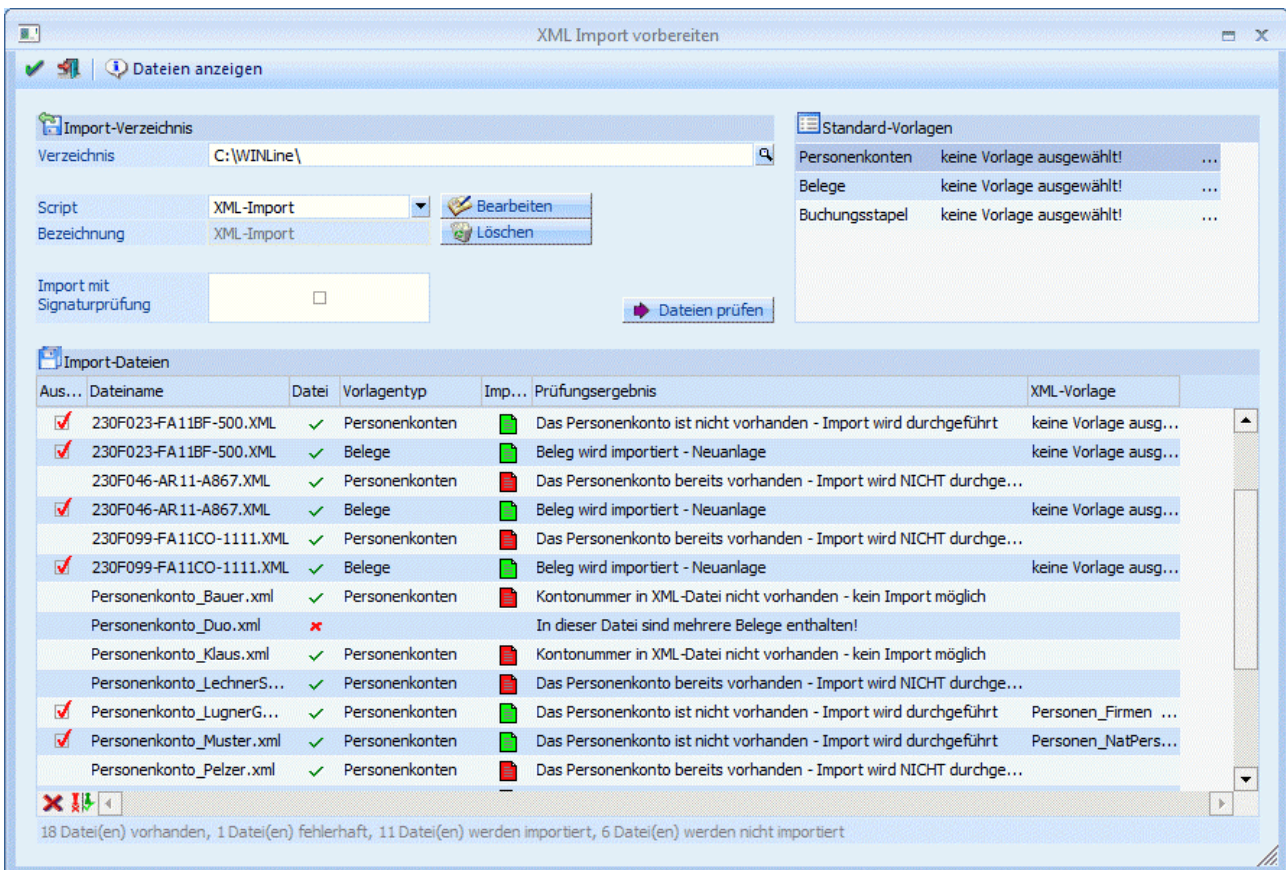 XML Import vorbereiten
Dateien anzeigen
Import-Verzeichnis
Verzeichnis C:\WINLine\
Script XML-Import Bearbeiten
Bezeichnung XML-Import Löschen
Import mit
Signaturprüfung
Dateien prüfen
Standard-Vorlagen
Personenkonten keine Vorlage ausgewählt! ...
Belege keine Vorlage ausgewählt! ...
Buchungsstapel keine Vorlage ausgewählt! ...
Import-Dateien
Aus... Dateiname Datei Vorlagentyp Imp... Prüfungsergebnis XML-Vorlage
230F023-FA11BF-500.XML Personenkonten Das Personenkonto ist nicht vorhanden - Import wird durchgeführt keine Vorlage ausg...
230F023-FA11BF-500.XML Belege Beleg wird importiert - Neuanlage keine Vorlage ausg...
230F046-AR11-A867.XML Personenkonten Das Personenkonto bereits vorhanden - Import wird NICHT durchge...
230F046-AR11-A867.XML Belege Beleg wird importiert - Neuanlage keine Vorlage ausg...
230F099-FA11CO-1111.XML Personenkonten Das Personenkonto bereits vorhanden - Import wird NICHT durchge...
230F099-FA11CO-1111.XML Belege Beleg wird importiert - Neuanlage keine Vorlage ausg...
Personenkonto_Bauer.xml Personenkonten Kontonummer in XML-Datei nicht vorhanden - kein Import möglich
Personenkonto_Duo.xml In dieser Datei sind mehrere Belege enthalten!
Personenkonto_Klaus.xml Personenkonten Kontonummer in XML-Datei nicht vorhanden - kein Import möglich
Personenkonto_LechnerS... Personenkonten Das Personenkonto bereits vorhanden - Import wird NICHT durchge...
Personenkonto_LugnerG... Personenkonten Das Personenkonto ist nicht vorhanden - Import wird durchgeführt Personen_Firmen ...
Personenkonto_Muster.xml Personenkonten Das Personenkonto ist nicht vorhanden - Import wird durchgeführt Personen_NatPers...
Personenkonto_Pelzer.xml Personenkonten Das Personenkonto bereits vorhanden - Import wird NICHT durchge...
18 Datei(en) vorhanden, 1 Datei(en) fehlerhaft, 11 Datei(en) werden importiert, 6 Datei(en) werden nicht importiert